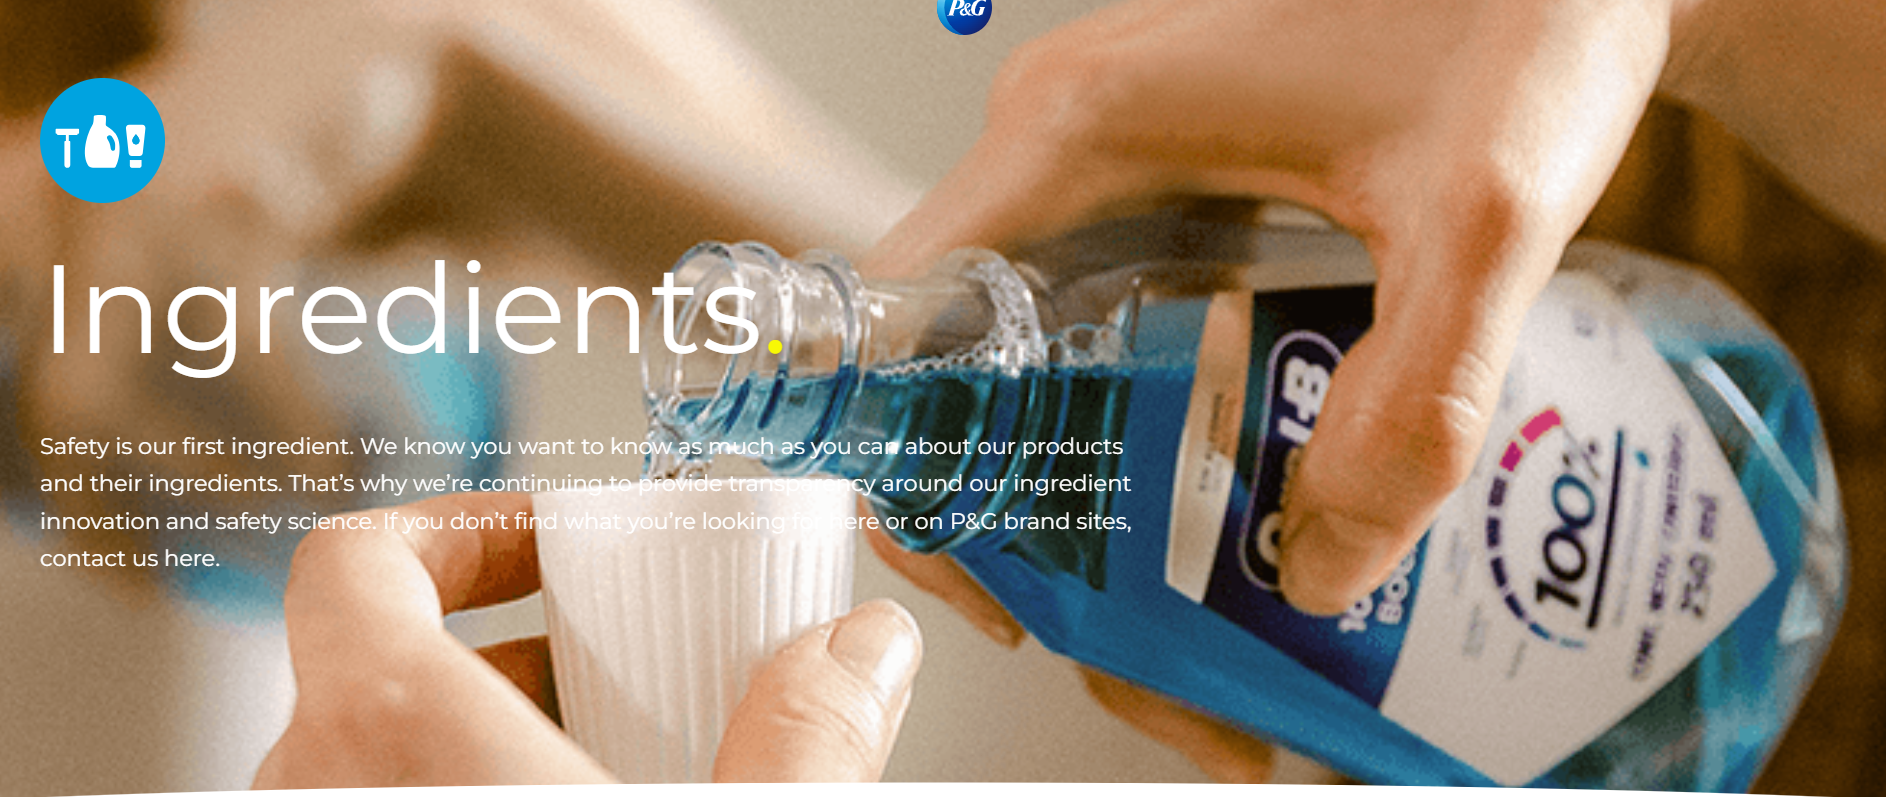 P&G
Ingredients.
Safety is our first ingredient. We know you want to know as much as you can about our products
and their ingredients. That’s why we’re continuing to provide transparency around our ingredient
innovation and safety science. If you don’t find what you’re looking for here or on P&G brand sites,
contact us here.
100%
250 ml